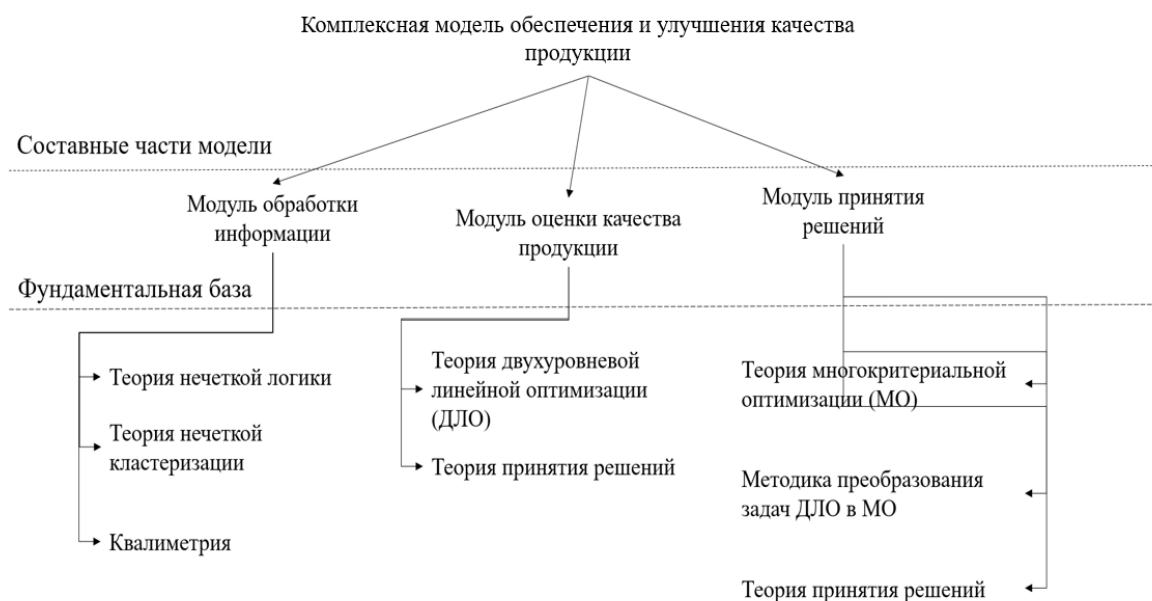 Комплексная модель обеспечения и улучшения качества
продукции
Составные части модели
Модуль обработки
информации
Модуль оценки качества
продукции
Модуль принятия
решений
Фундаментальная база
Теория нечеткой логики
Теория нечеткой
кластеризации
Квалиметрия
Теория двухуровневой
линейной оптимизации
(ДЛО)
Теория принятия решений
Теория многокритериальной
оптимизации (МО)
Методика преобразования
задач ДЛО в МО
Теория принятия решений